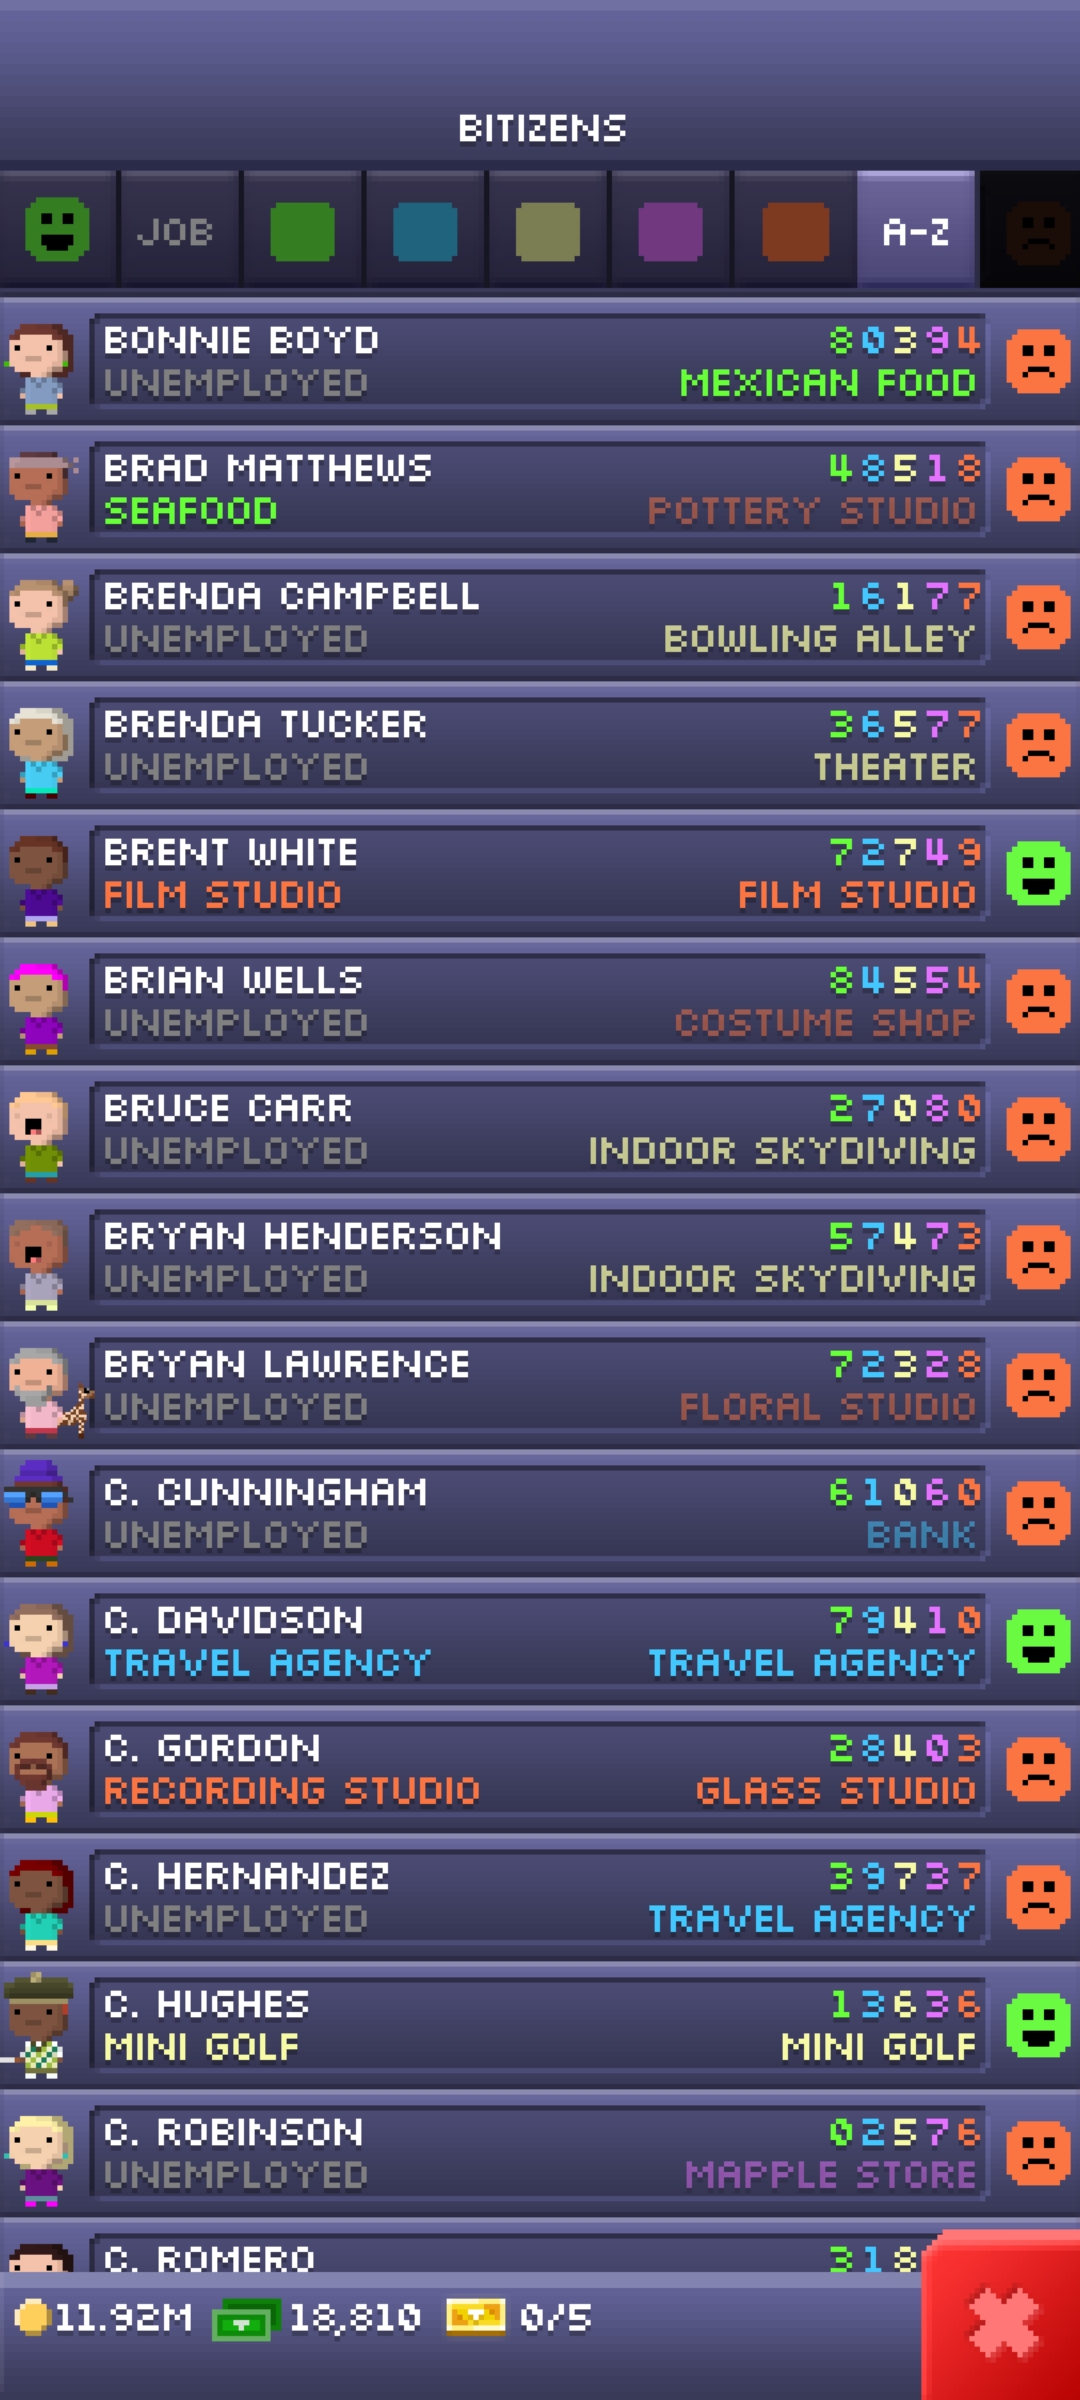 BITIZENS
JOB A-Z
BONNIE BOYD 80394
UNEMPLOYED MEXICAN FOOD
BRAD MATTHEWS 48518
SEAFOOD POTTERY STUDIO
BRENDA CAMPBELL 16177
UNEMPLOYED BOWLING ALLEY
BRENDA TUCKER 36577
UNEMPLOYED THEATER
BRENT WHITE 72749
FILM STUDIO FILM STUDIO
BRIAN WELLS 84554
UNEMPLOYED COSTUME SHOP
BRUCE CARR 27080
UNEMPLOYED INDOOR SKYDIVING
BRYAN HENDERSON 57473
UNEMPLOYED INDOOR SKYDIVING
BRYAN LAWRENCE 72328
UNEMPLOYED FLORAL STUDIO
C. CUNNINGHAM 61060
UNEMPLOYED BANK
C. DAVIDSON 79410
TRAVEL AGENCY TRAVEL AGENCY
C. GORDON 28403
RECORDING STUDIO GLASS STUDIO
C. HERNANDEZ 39737
UNEMPLOYED TRAVEL AGENCY
C. HUGHES 13636
MINI GOLF MINI GOLF
C. ROBINSON 02576
UNEMPLOYED MAPPLE STORE
C. ROMERO 318
11.92M 18,810 0/5